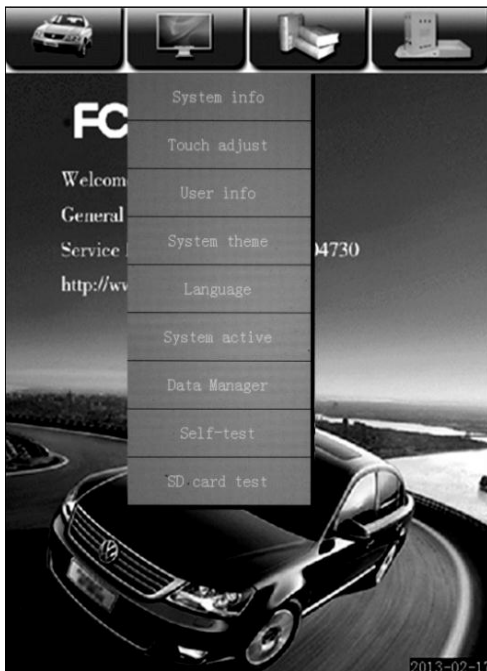 FC
System info
Touch adjust
Welcom
User info
General
System theme
Service
04730
Language
http://ww
System active
Data Manager
Self-test
SD card test
2013-02-1